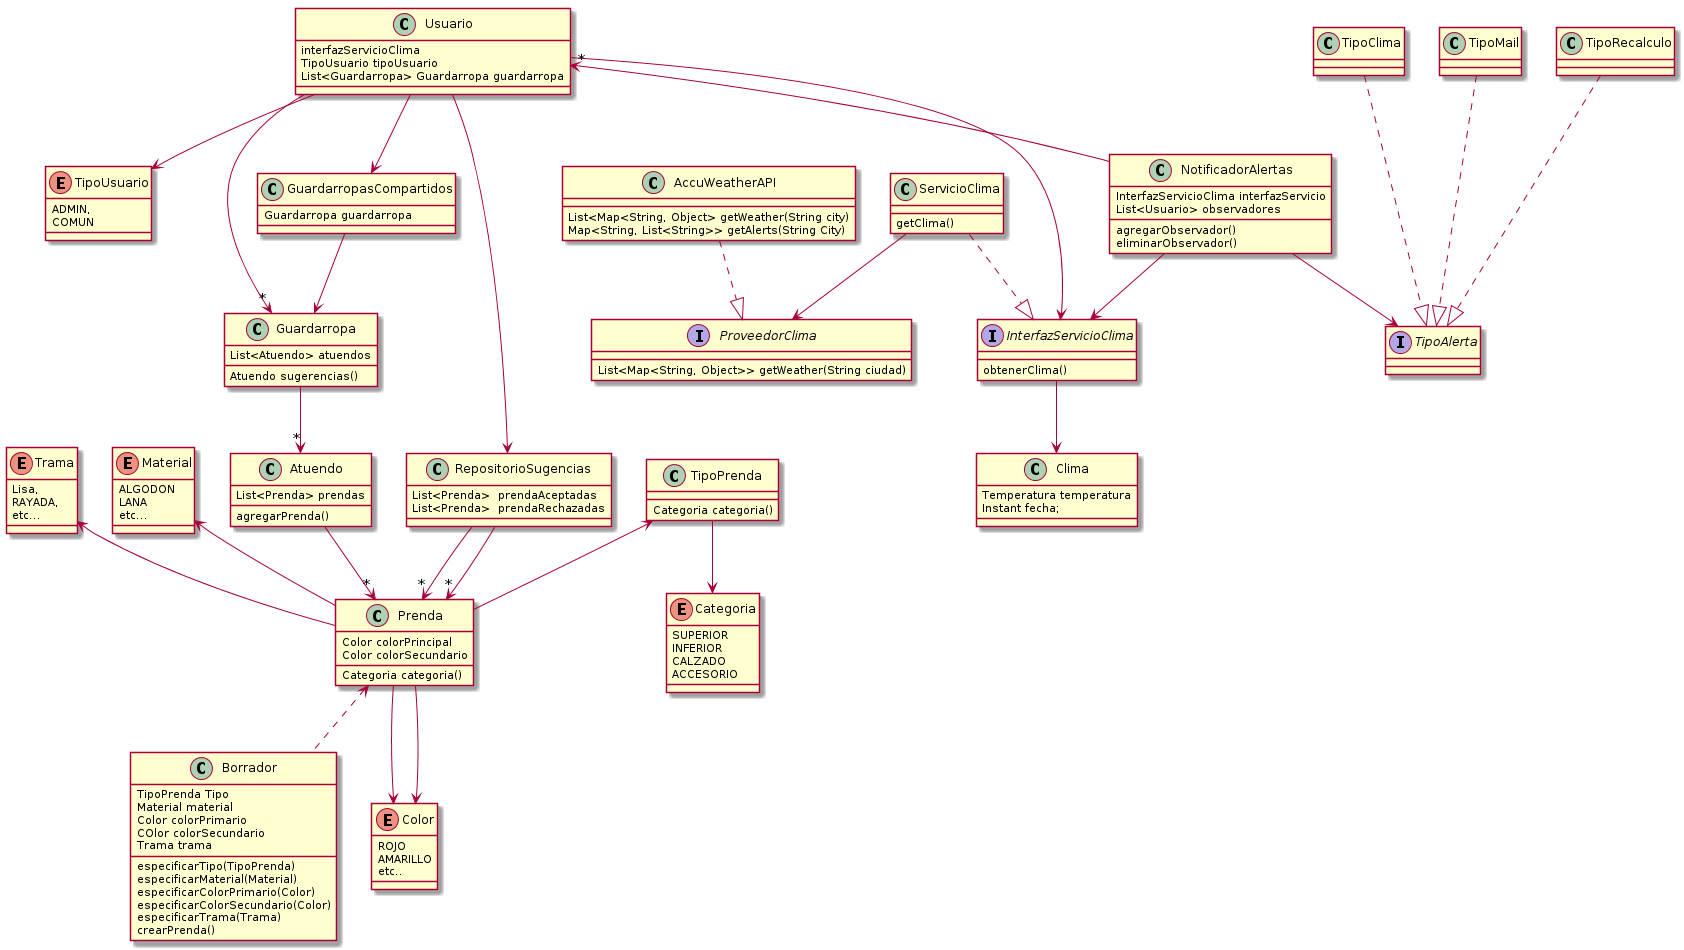 C Usuario
interfazServicioClima
TipoUsuario tipoUsuario
List<Guardarropa> Guardarropa guardarropa
*
C TipoClima
C TipoMail
C TipoRecalculo
E TipoUsuario
ADMIN,
COMUN
C GuardarropasCompartidos
Guardarropa guardarropa
C AccuWeatherAPI
List<Map<String, Object> getWeather(String city)
Map<String, List<String>> getAlerts(String City)
C ServicioClima
getClima()
C NotificadorAlertas
InterfazServicioClima interfazServicio
List<Usuario> observadores
agregarObservador()
eliminarObservador()
*
C Guardarropa
List<Atuendo> atuendos
Atuendo sugerencias()
I ProveedorClima
List<Map<String, Object>> getWeather(String ciudad)
I InterfazServicioClima
obtenerClima()
I TipoAlerta
*
E Trama
Lisa,
RAYADA,
etc...
E Material
ALGODON
LANA
etc...
C Atuendo
List<Prenda> prendas
agregarPrenda()
C RepositorioSugencias
List<Prenda>  prendaAceptadas
List<Prenda>  prendaRechazadas
C TipoPrenda
Categoria categoria()
C Clima
Temperatura temperatura
Instant fecha;
*
*
*
C Prenda
Color colorPrincipal
Color colorSecundario
Categoria categoria()
E Categoria
SUPERIOR
INFERIOR
CALZADO
ACCESORIO
C Borrador
TipoPrenda Tipo
Material material
Color colorPrimario
COlor colorSecundario
Trama trama
especificarTipo(TipoPrenda)
especificarMaterial(Material)
especificarColorPrimario(Color)
especificarColorSecundario(Color)
especificarTrama(Trama)
crearPrenda()
E Color
ROJO
AMARILLO
etc..